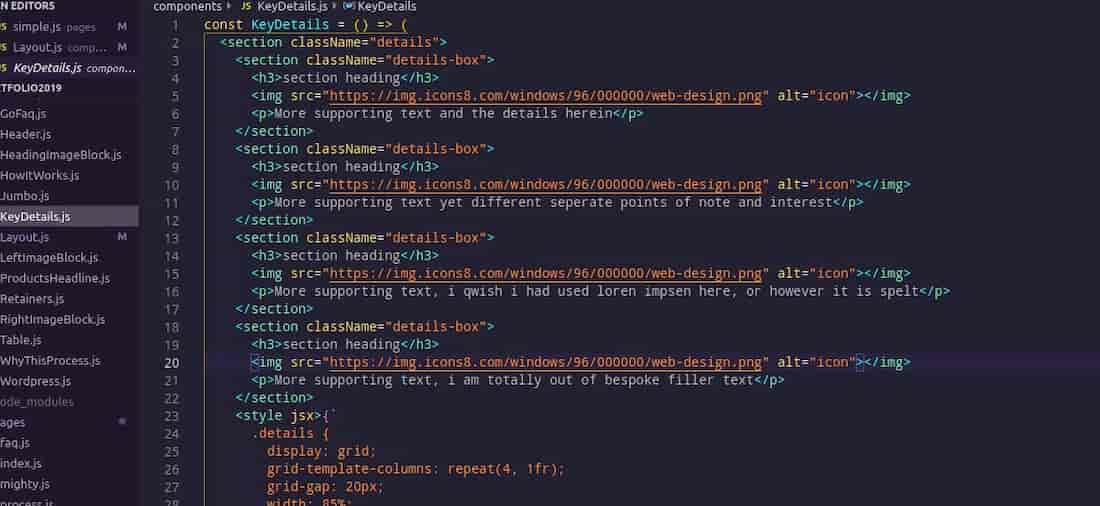 N EDITORS
simple.js pages M
Layout.js comp... M
KeyDetails.js compon...
TFOLIO2019
GoFaq.js
Header.js
HeadingImageBlock.js
HowItWorks.js
Jumbo.js
KeyDetails.js
Layout.js M
LeftImageBlock.js
ProductsHeadline.js
Retainers.js
RightImageBlock.js
Table.js
WhyThisProcess.js
Wordpress.js
ode_modules
ages
faq.js
index.js
mighty.js
process.js
components › JS KeyDetails.js › KeyDetails
1 const KeyDetails = () => (
2 <section className="details">
3 <section className="details-box">
4 <h3>section heading</h3>
5 <img src="https://img.icons8.com/windows/96/000000/web-design.png" alt="icon"></img>
6 <p>More supporting text and the details herein</p>
7 </section>
8 <section className="details-box">
9 <h3>section heading</h3>
10 <img src="https://img.icons8.com/windows/96/000000/web-design.png" alt="icon"></img>
11 <p>More supporting text yet different seperate points of note and interest</p>
12 </section>
13 <section className="details-box">
14 <h3>section heading</h3>
15 <img src="https://img.icons8.com/windows/96/000000/web-design.png" alt="icon"></img>
16 <p>More supporting text, i qwish i had used loren impsen here, or however it is spelt</p>
17 </section>
18 <section className="details-box">
19 <h3>section heading</h3>
20 <img src="https://img.icons8.com/windows/96/000000/web-design.png" alt="icon"></img>
21 <p>More supporting text, i am totally out of bespoke filler text</p>
22 </section>
23 <style jsx>{`
24 .details {
25 display: grid;
26 grid-template-columns: repeat(4, 1fr);
27 grid-gap: 20px;
28 width: 85%;